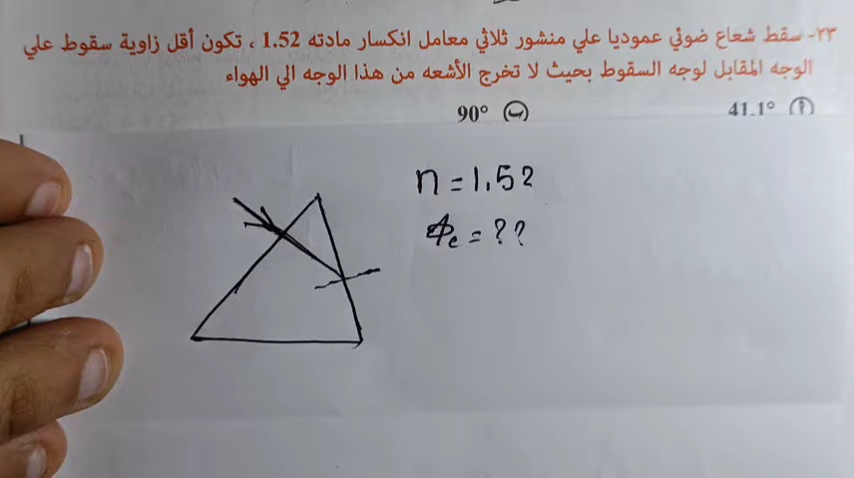 ٢٣- سقط شعاع ضوئي عموديا علي منشور ثلاثي معامل انكسار مادته 1.52 ، تكون أقل زاوية سقوط علي
الوجه المقابل لوجه السقوط بحيث لا تخرج الأشعه من هذا الوجه الي الهواء
أ 41.1° ب 90°
n = 1.52
Φc = ??